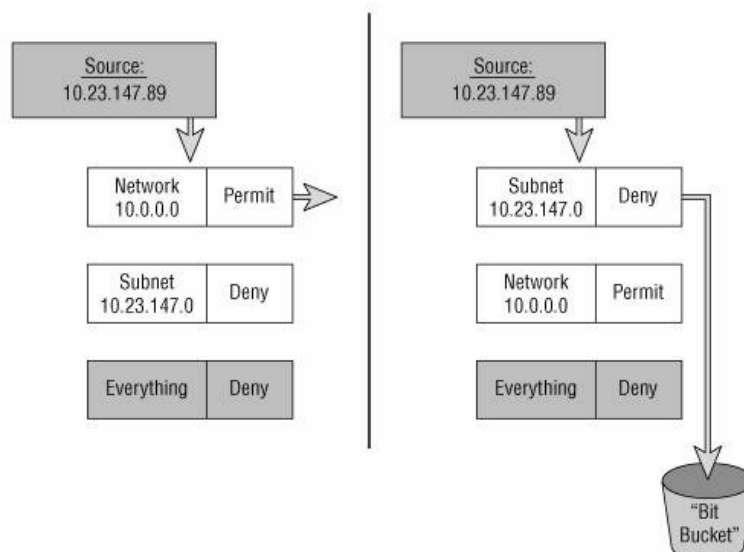 Source:
10.23.147.89
Network
10.0.0.0
Permit
Subnet
10.23.147.0
Deny
Everything
Deny
Source:
10.23.147.89
Subnet
10.23.147.0
Deny
Network
10.0.0.0
Permit
Everything
Deny
"Bit
Bucket"